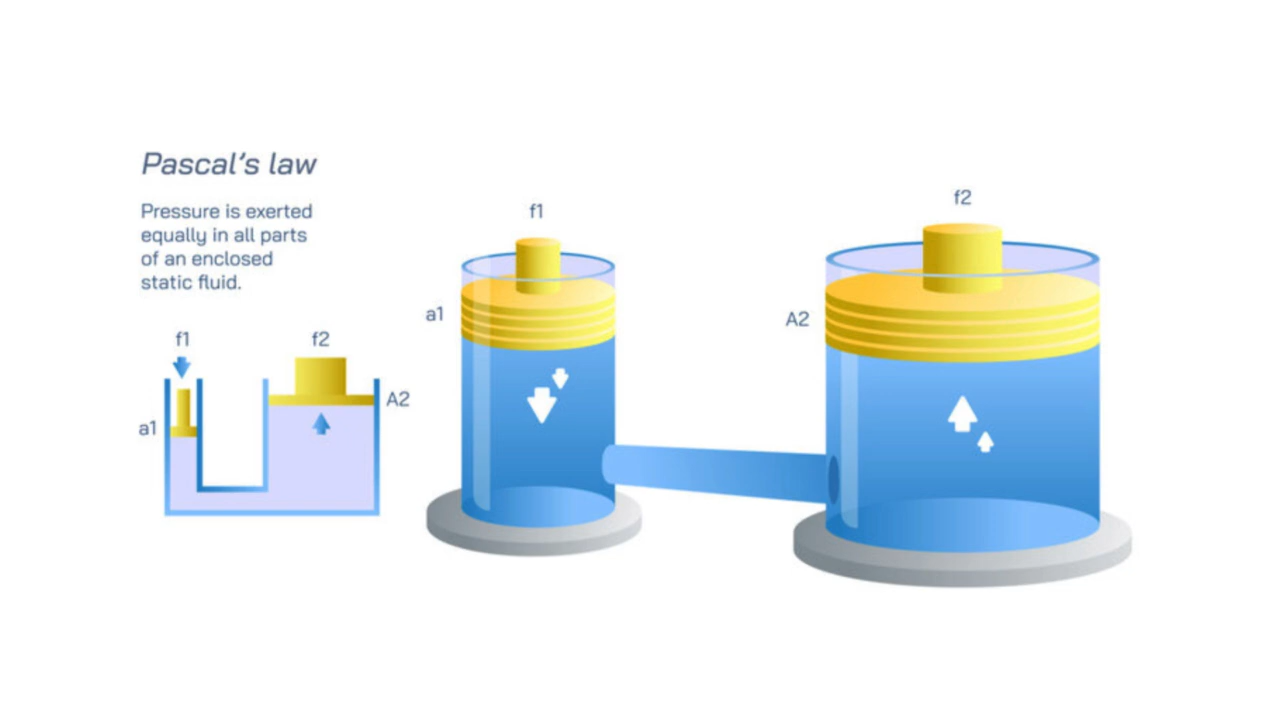 Pascal's law
Pressure is exerted
equally in all parts
of an enclosed
static fluid.
f1
f2
a1
A2
f1
a1
f2
A2